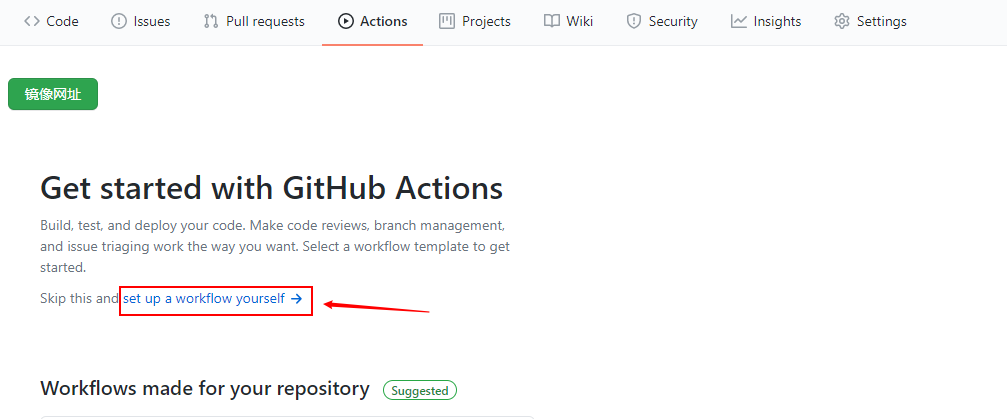 Code Issues Pull requests Actions Projects Wiki Security Insights Settings
镜像网址
Get started with GitHub Actions
Build, test, and deploy your code. Make code reviews, branch management,
and issue triaging work the way you want. Select a workflow template to get
started.
Skip this and set up a workflow yourself →
Workflows made for your repository Suggested